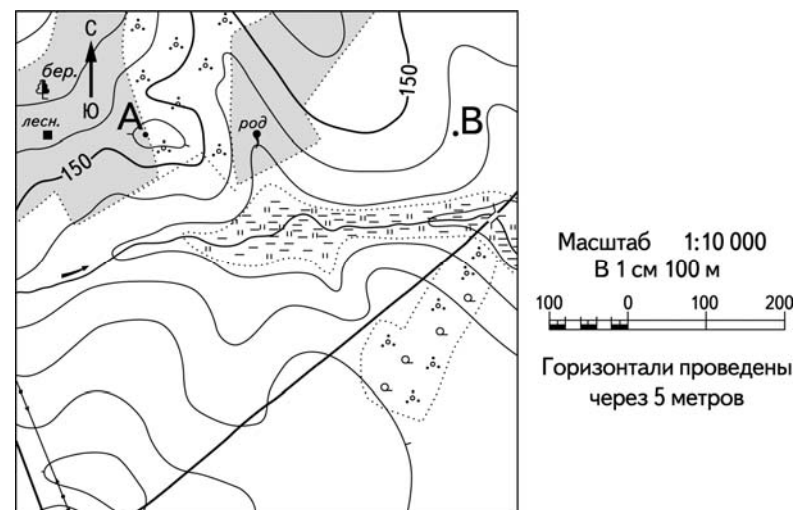 С
бер.
Ю
лесн.
А
150
150
род
В
Масштаб 1:10 000
В 1 см 100 м
100 0 100 200
Горизонтали проведены
через 5 метров